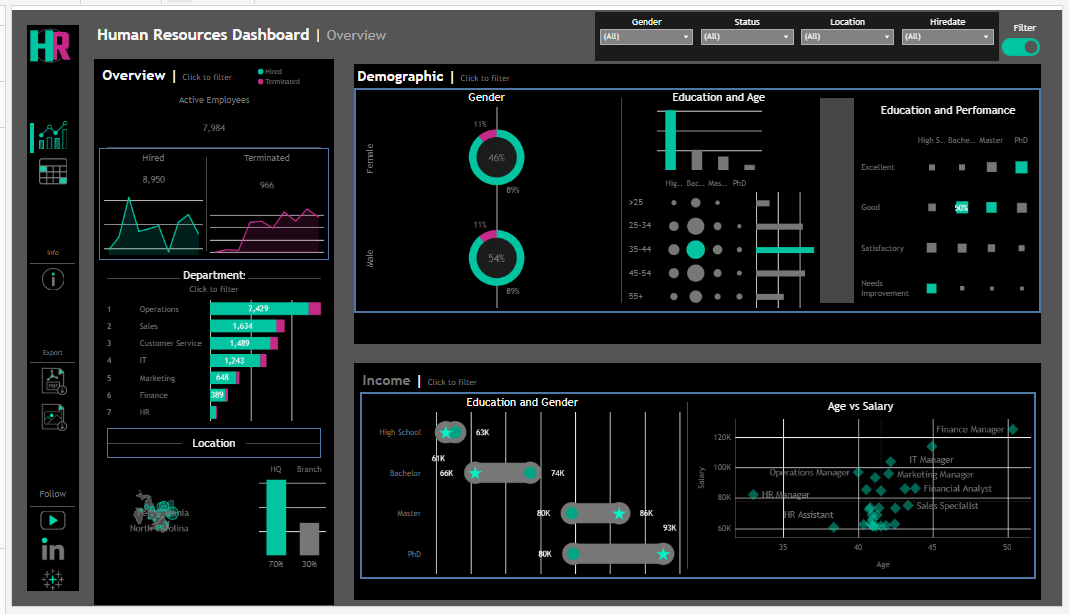 HR
Human Resources Dashboard | Overview
Gender
(All)
Status
(All)
Location
(All)
Hiredate
(All)
Filter
Info
Export
PDF
Follow
in
Overview | Click to filter
Hired
Terminated
Active Employees
7,984
Hired
8,950
Terminated
966
Departments
Click to filter
1 Operations 2,429
2 Sales 1,634
3 Customer Service 1,489
4 IT 1,243
5 Marketing 648
6 Finance 389
7 HR
Location
North Carolina
HQ Branch
70% 30%
Demographic | Click to filter
Gender
Female
11%
46%
89%
Male
11%
54%
89%
Education and Age
Hig.. Bac.. Mas.. PhD
>25
25-34
35-44
45-54
55+
Education and Perfomance
High S.. Bache.. Master PhD
Excellent
Good 50%
Satisfactory
Needs
Improvement
Income | Click to filter
Education and Gender
High School 61K 63K
Bachelor 66K 74K
Master 80K 86K
PhD 80K 93K
Age vs Salary
Salary
120K
100K
80K
60K
Finance Manager
IT Manager
Operations Manager
Marketing Manager
Financial Analyst
HR Manager
Sales Specialist
HR Assistant
35 40 45 50
Age